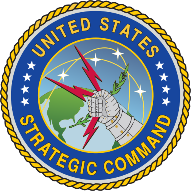 UNITED STATES
STRATEGIC COMMAND